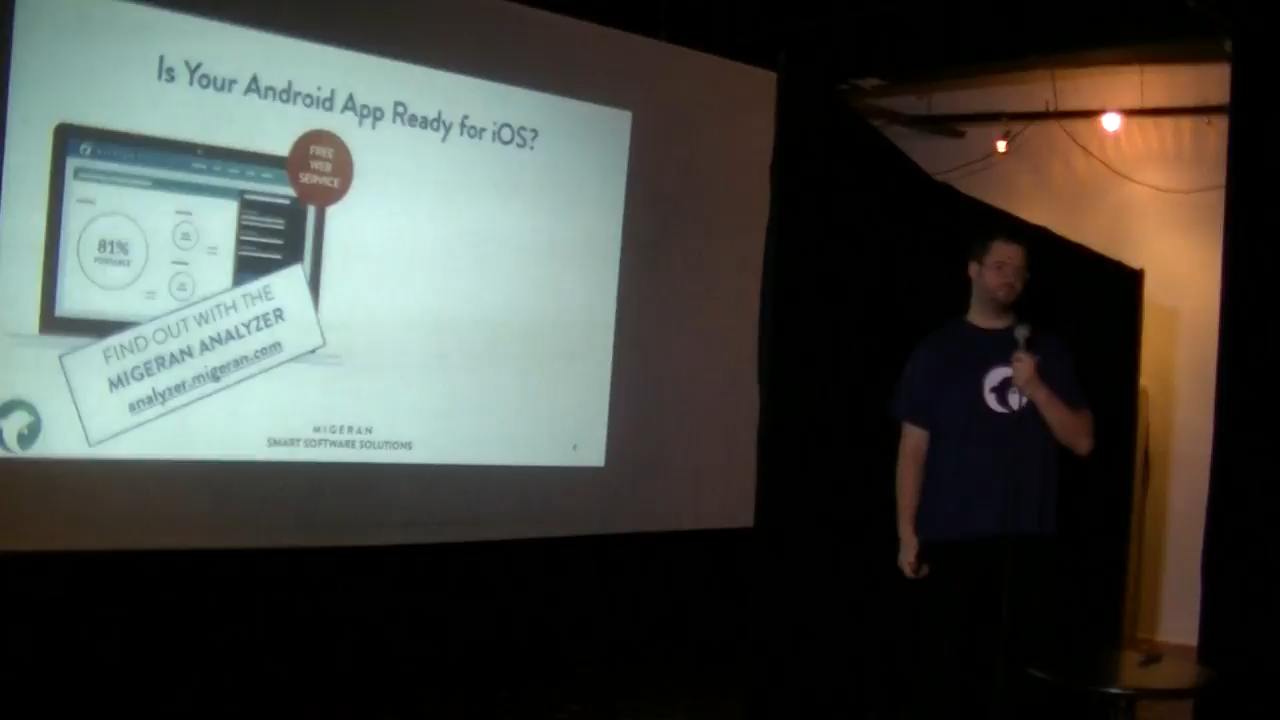 Is Your Android App Ready for iOS?
FREE
WEB
SERVICE
81%
PORTABLE
FIND OUT WITH THE
MIGERAN ANALYZER
analyzer.migeran.com
MIGERAN
SMART SOFTWARE SOLUTIONS